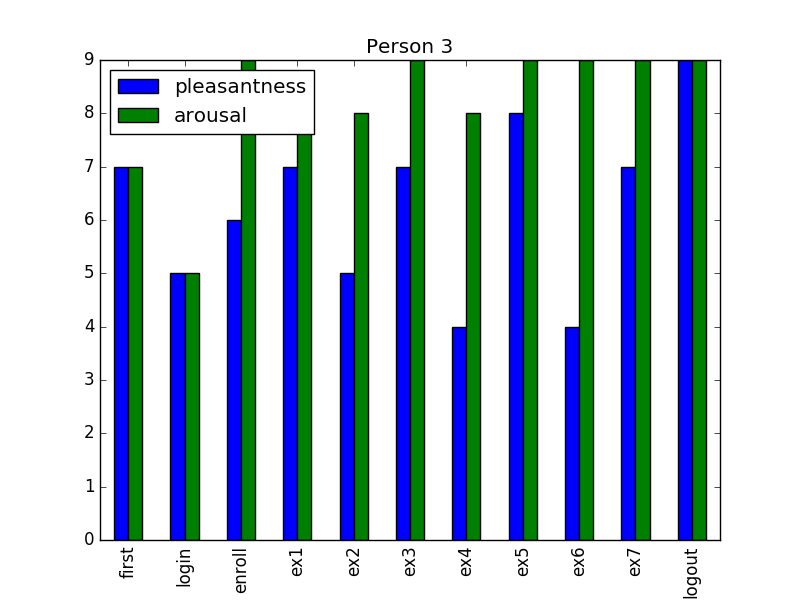 Person 3
pleasantness
arousal
9
8
7
6
5
4
3
2
1
0
first
login
enroll
ex1
ex2
ex3
ex4
ex5
ex6
ex7
logout